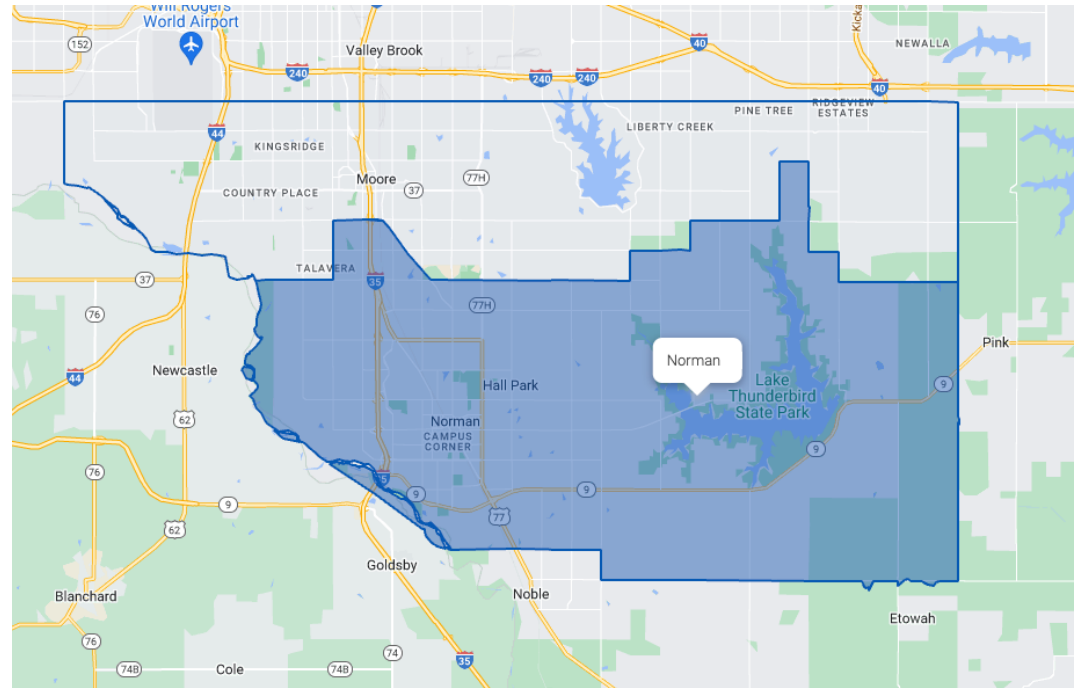 Will Rogers
World Airport
152
Valley Brook
40
Kicka
NEWALLA
240
240
240
40
44
PINE TREE
RIDGEVIEW
ESTATES
LIBERTY CREEK
KINGSRIDGE
Moore
37
77H
COUNTRY PLACE
TALAVERA
37
35
77H
76
Newcastle
44
62
Norman
Pink
9
Hall Park
Lake
Thunderbird
State Park
Norman
CAMPUS
CORNER
9
76
35
9
9
9
77
62
Goldsby
Noble
Blanchard
Etowah
76
74
74B
Cole
74B
35